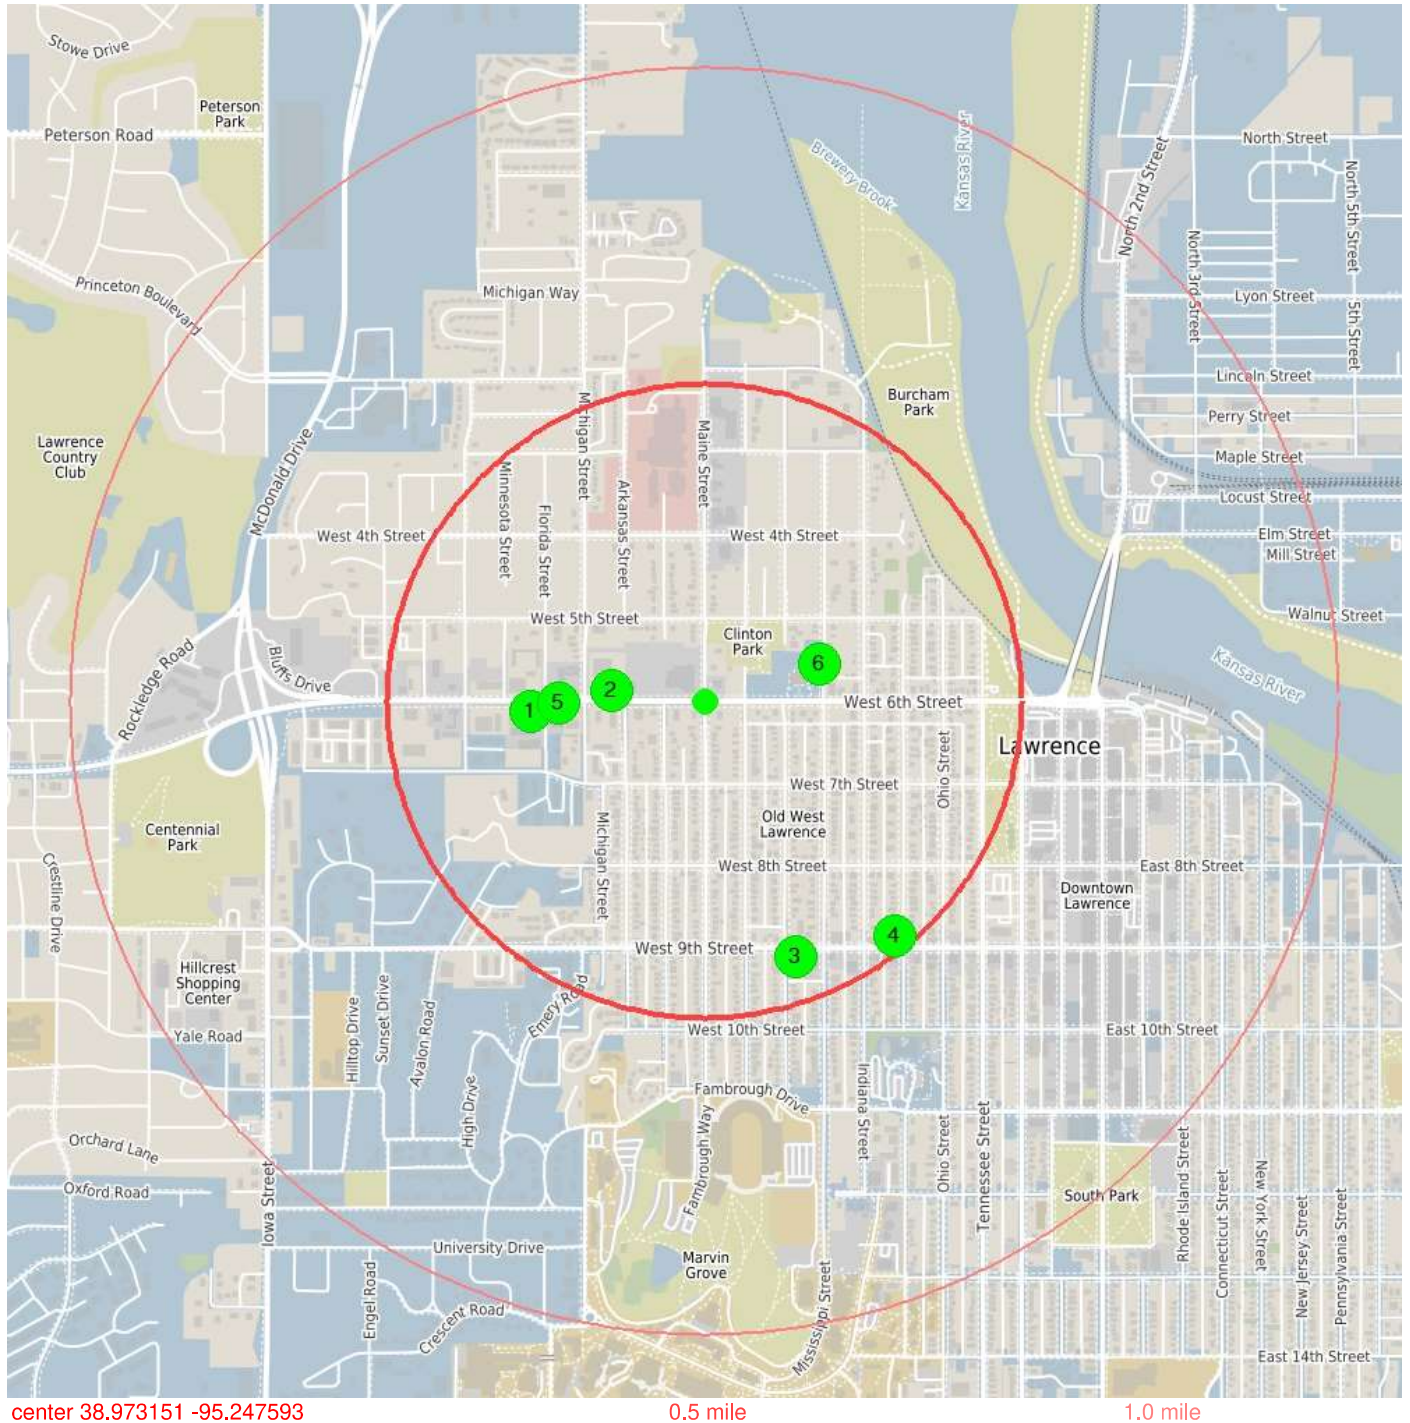 Stowe Drive
Peterson
Park
Peterson Road
North Street
Kansas River
Brewery Brook
North 2nd Street
North 5th Street
North 3rd Street
Princeton Boulevard
Michigan Way
Lyon Street
5th Street
Lincoln Street
Burcham
Park
Perry Street
Michigan Street
Maine Street
Lawrence
Country
Club
McDonald Drive
Maple Street
Minnesota Street
Florida Street
Arkansas Street
Locust Street
West 4th Street
West 4th Street
Elm Street
Mill Street
West 5th Street
Walnut Street
Clinton
Park
Rockledge Road
Bluffs Drive
Kansas River
6
2
5
1
West 6th Street
Lawrence
Ohio Street
West 7th Street
Old West
Lawrence
Centennial
Park
Michigan Street
Crestline Drive
West 8th Street
East 8th Street
Downtown
Lawrence
4
3
West 9th Street
Hillcrest
Shopping
Center
Emery Road
Yale Road
Hilltop Drive
Sunset Drive
Avalon Road
West 10th Street
East 10th Street
High Drive
Fambrough Drive
Indiana Street
Fambrough Way
Ohio Street
Tennessee Street
Orchard Lane
Oxford Road
Iowa Street
South Park
Rhode Island Street
Connecticut Street
New York Street
New Jersey Street
Pennsylvania Street
University Drive
Marvin
Grove
Engel Road
Crescent Road
Mississippi Street
East 14th Street
center 38.973151 -95.247593
0.5 mile
1.0 mile